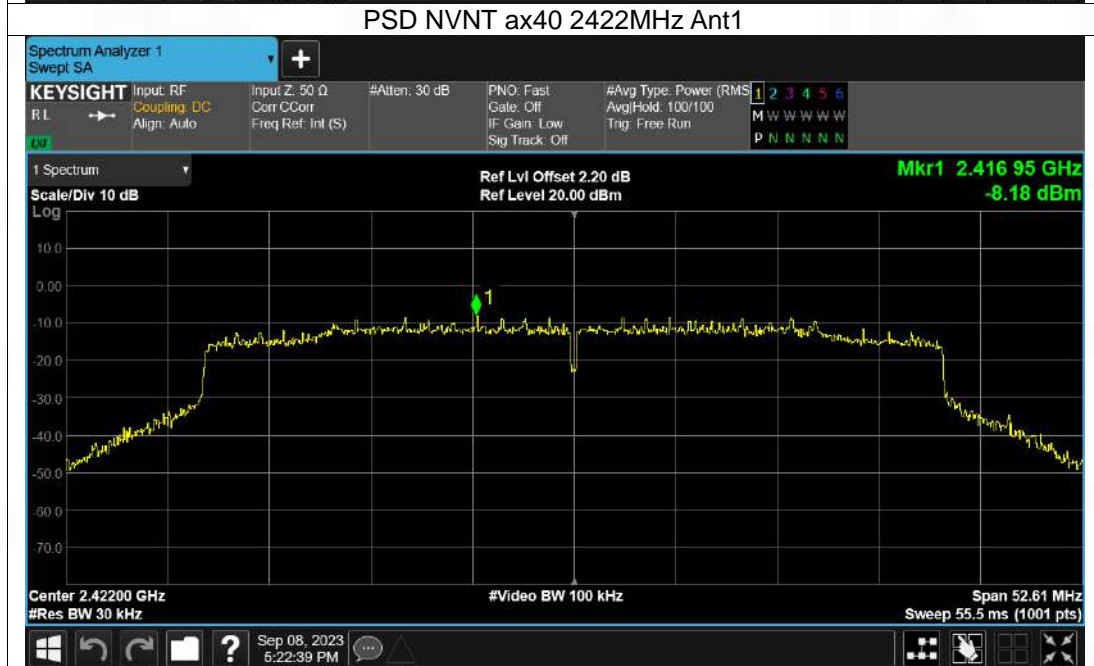 PSD NVNT ax40 2422MHz Ant1
Spectrum Analyzer 1
Swept SA
+
KEYSIGHT
RL
Input: RF
Coupling: DC
Align: Auto
Input Z: 50 Ω
Corr CCorr
Freq Ref: Int (S)
#Atten: 30 dB
PNO: Fast
Gate: Off
IF Gain: Low
Sig Track: Off
#Avg Type: Power (RMS
Avg|Hold: 100/100
Trig: Free Run
1 2 3 4 5 6
M W W W W W
P N N N N N
1 Spectrum
Scale/Div 10 dB
Ref Lvl Offset 2.20 dB
Ref Level 20.00 dBm
Mkr1 2.416 95 GHz
-8.18 dBm
Log
10.0
0.00
-10.0
-20.0
-30.0
-40.0
-50.0
-60.0
-70.0
1
Center 2.42200 GHz
#Res BW 30 kHz
#Video BW 100 kHz
Span 52.61 MHz
Sweep 55.5 ms (1001 pts)
?
Sep 08, 2023
5:22:39 PM